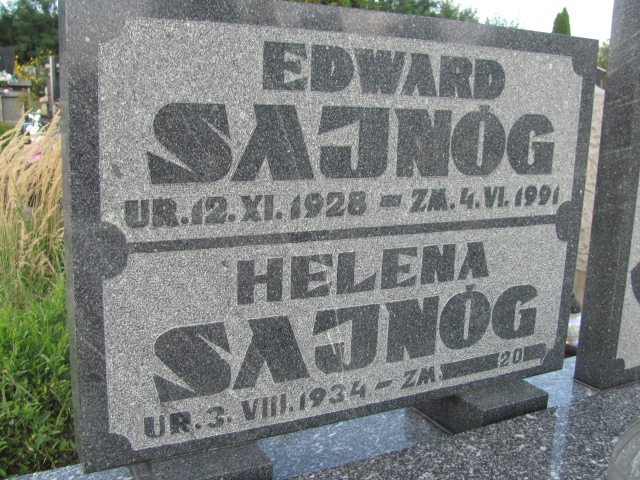 EDWARD
SAJNÓG
UR. 12. XI. 1928 - ZM. 4. VI. 1991
HELENA
SAJNÓG
UR. 3. VIII. 1934 - ZM. 20